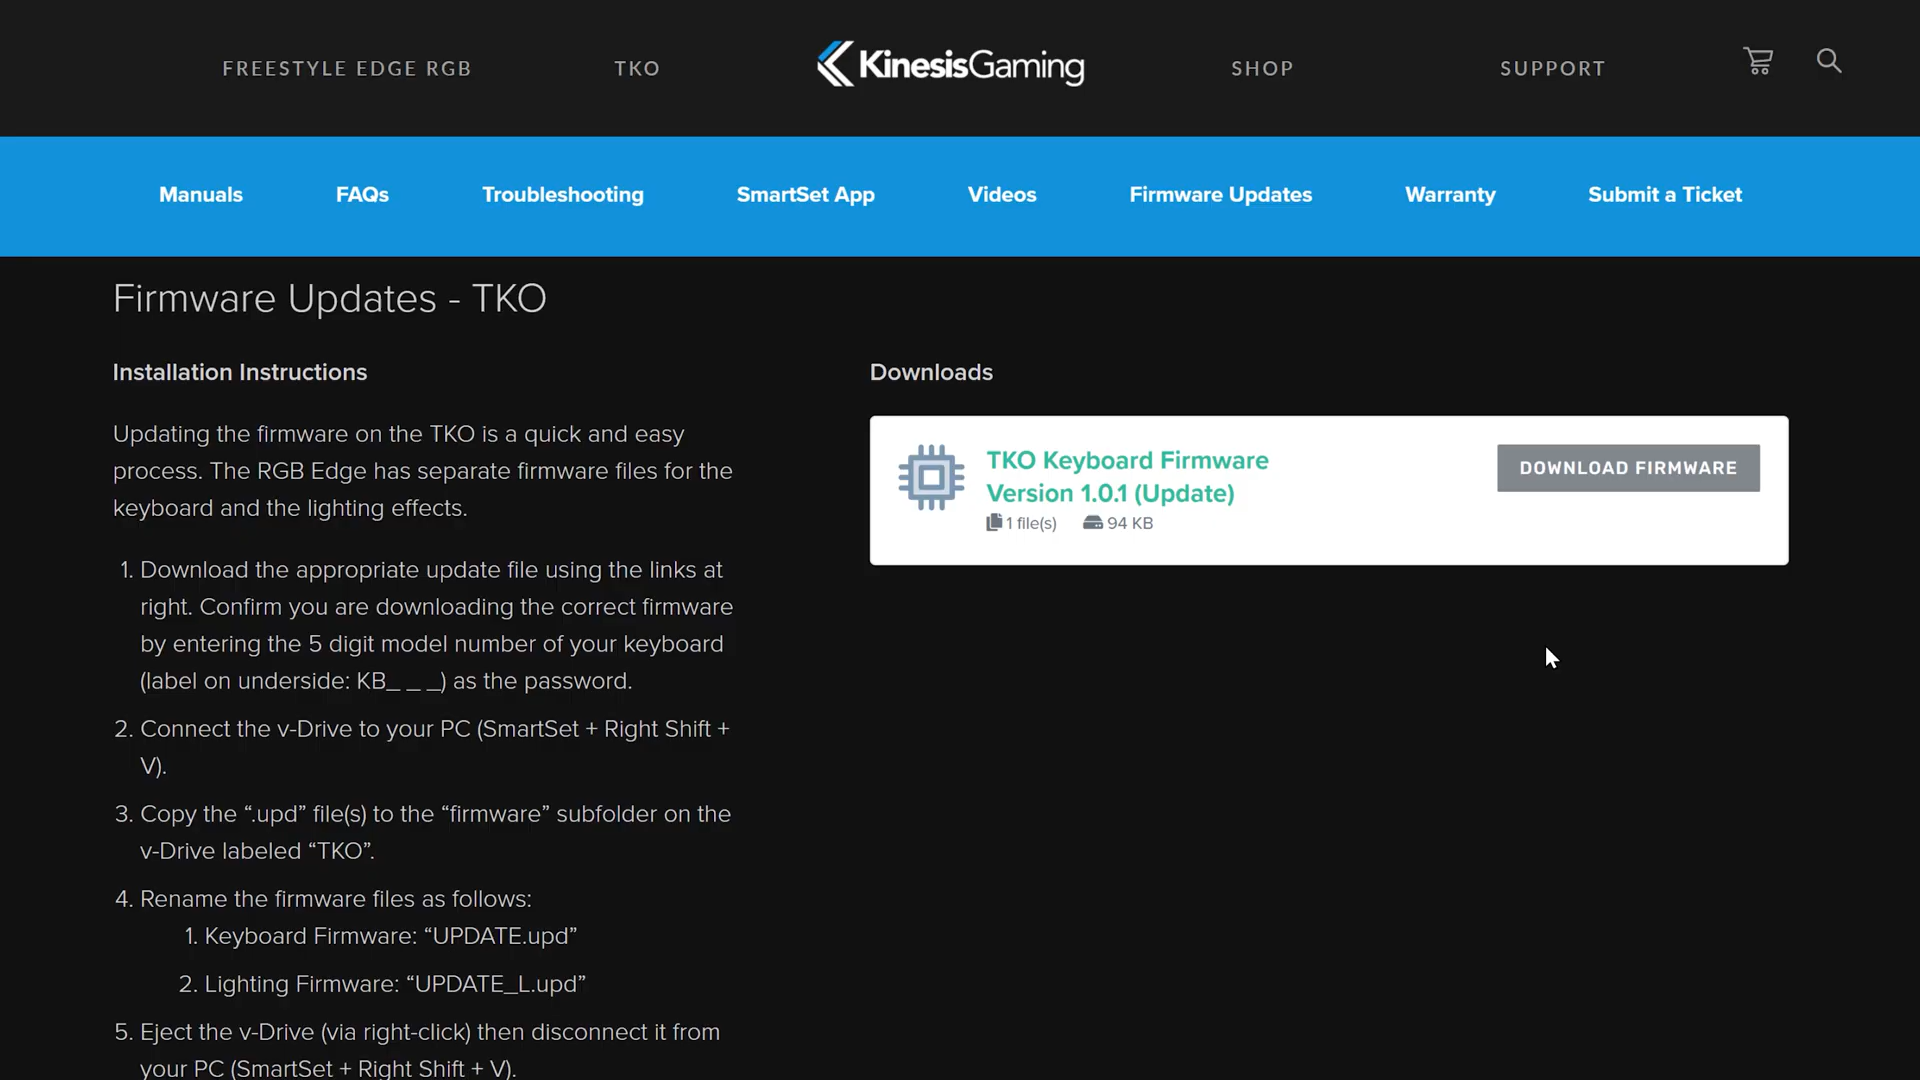 FREESTYLE EDGE RGB
TKO
KinesisGaming
SHOP
SUPPORT
Manuals
FAQs
Troubleshooting
SmartSet App
Videos
Firmware Updates
Warranty
Submit a Ticket
Firmware Updates - TKO
Installation Instructions
Updating the firmware on the TKO is a quick and easy
process. The RGB Edge has separate firmware files for the
keyboard and the lighting effects.
1. Download the appropriate update file using the links at
right. Confirm you are downloading the correct firmware
by entering the 5 digit model number of your keyboard
(label on underside: KB_ _ _) as the password.
2. Connect the v-Drive to your PC (SmartSet + Right Shift +
V).
3. Copy the “.upd” file(s) to the “firmware” subfolder on the
v-Drive labeled “TKO”.
4. Rename the firmware files as follows:
1. Keyboard Firmware: “UPDATE.upd”
2. Lighting Firmware: “UPDATE_L.upd”
5. Eject the v-Drive (via right-click) then disconnect it from
your PC (SmartSet + Right Shift + V).
Downloads
TKO Keyboard Firmware
Version 1.0.1 (Update)
1 file(s) 94 KB
DOWNLOAD FIRMWARE